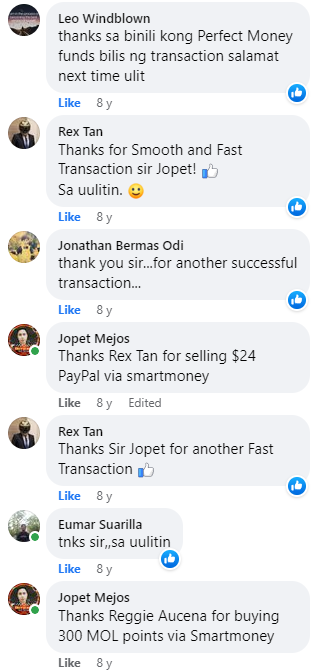 Leo Windblown
thanks sa binili kong Perfect Money
funds bilis ng transaction salamat
next time ulit
Like 8 y
Rex Tan
Thanks for Smooth and Fast
Transaction sir Jopet! 👍
Sa uulitin. 😉
Like 8 y
Jonathan Bermas Odi
thank you sir...for another successful
transaction...
Like 8 y
Jopet Mejos
Thanks Rex Tan for selling $24
PayPal via smartmoney
Like 8 y Edited
Rex Tan
Thanks Sir Jopet for another Fast
Transaction 👍
Like 8 y
Eumar Suarilla
tnks sir,,sa uulitin
Like 8 y
Jopet Mejos
Thanks Reggie Aucena for buying
300 MOL points via Smartmoney
Like 8 y